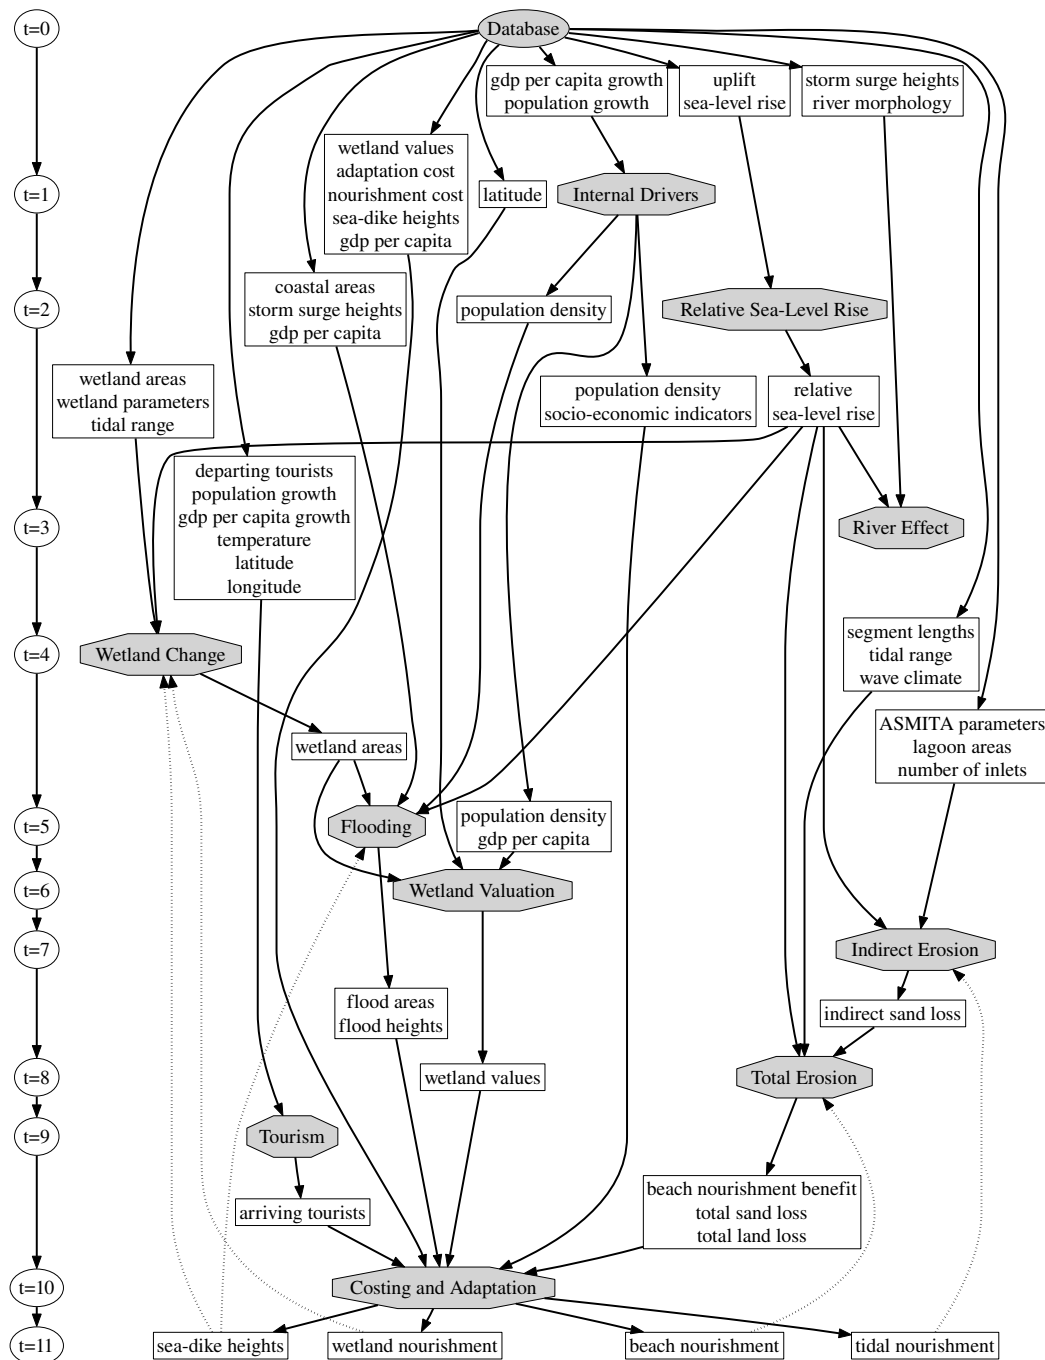 t=0
Database
gdp per capita growth
population growth
uplift
sea-level rise
storm surge heights
river morphology
wetland values
adaptation cost
nourishment cost
sea-dike heights
gdp per capita
t=1
latitude
Internal Drivers
coastal areas
storm surge heights
gdp per capita
t=2
population density
Relative Sea-Level Rise
wetland areas
wetland parameters
tidal range
population density
socio-economic indicators
relative
sea-level rise
departing tourists
population growth
gdp per capita growth
temperature
latitude
longitude
t=3
River Effect
t=4
Wetland Change
segment lengths
tidal range
wave climate
wetland areas
ASMITA parameters
lagoon areas
number of inlets
t=5
Flooding
population density
gdp per capita
t=6
Wetland Valuation
t=7
Indirect Erosion
flood areas
flood heights
indirect sand loss
t=8
wetland values
Total Erosion
t=9
Tourism
arriving tourists
beach nourishment benefit
total sand loss
total land loss
t=10
Costing and Adaptation
t=11
sea-dike heights
wetland nourishment
beach nourishment
tidal nourishment